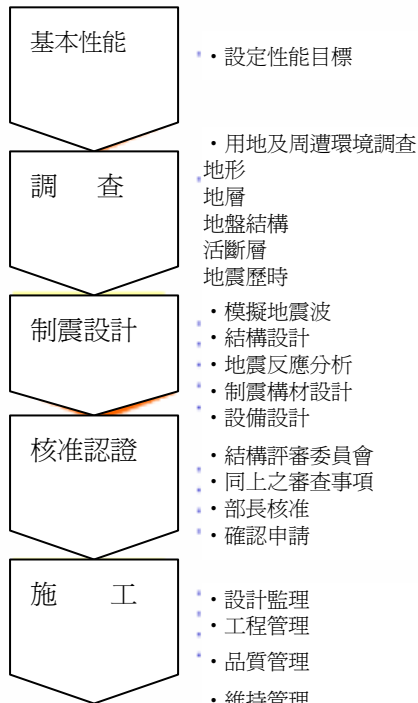 基本性能
・設定性能目標
調　查
・用地及周遭環境調查
地形
地層
地盤結構
活斷層
地震歷時
制震設計
・模擬地震波
・結構設計
・地震反應分析
・制震構材設計
・設備設計
核准認證
・結構評審委員會
・同上之審查事項
・部長核准
・確認申請
施　工
・設計監理
・工程管理
・品質管理
・維持管理